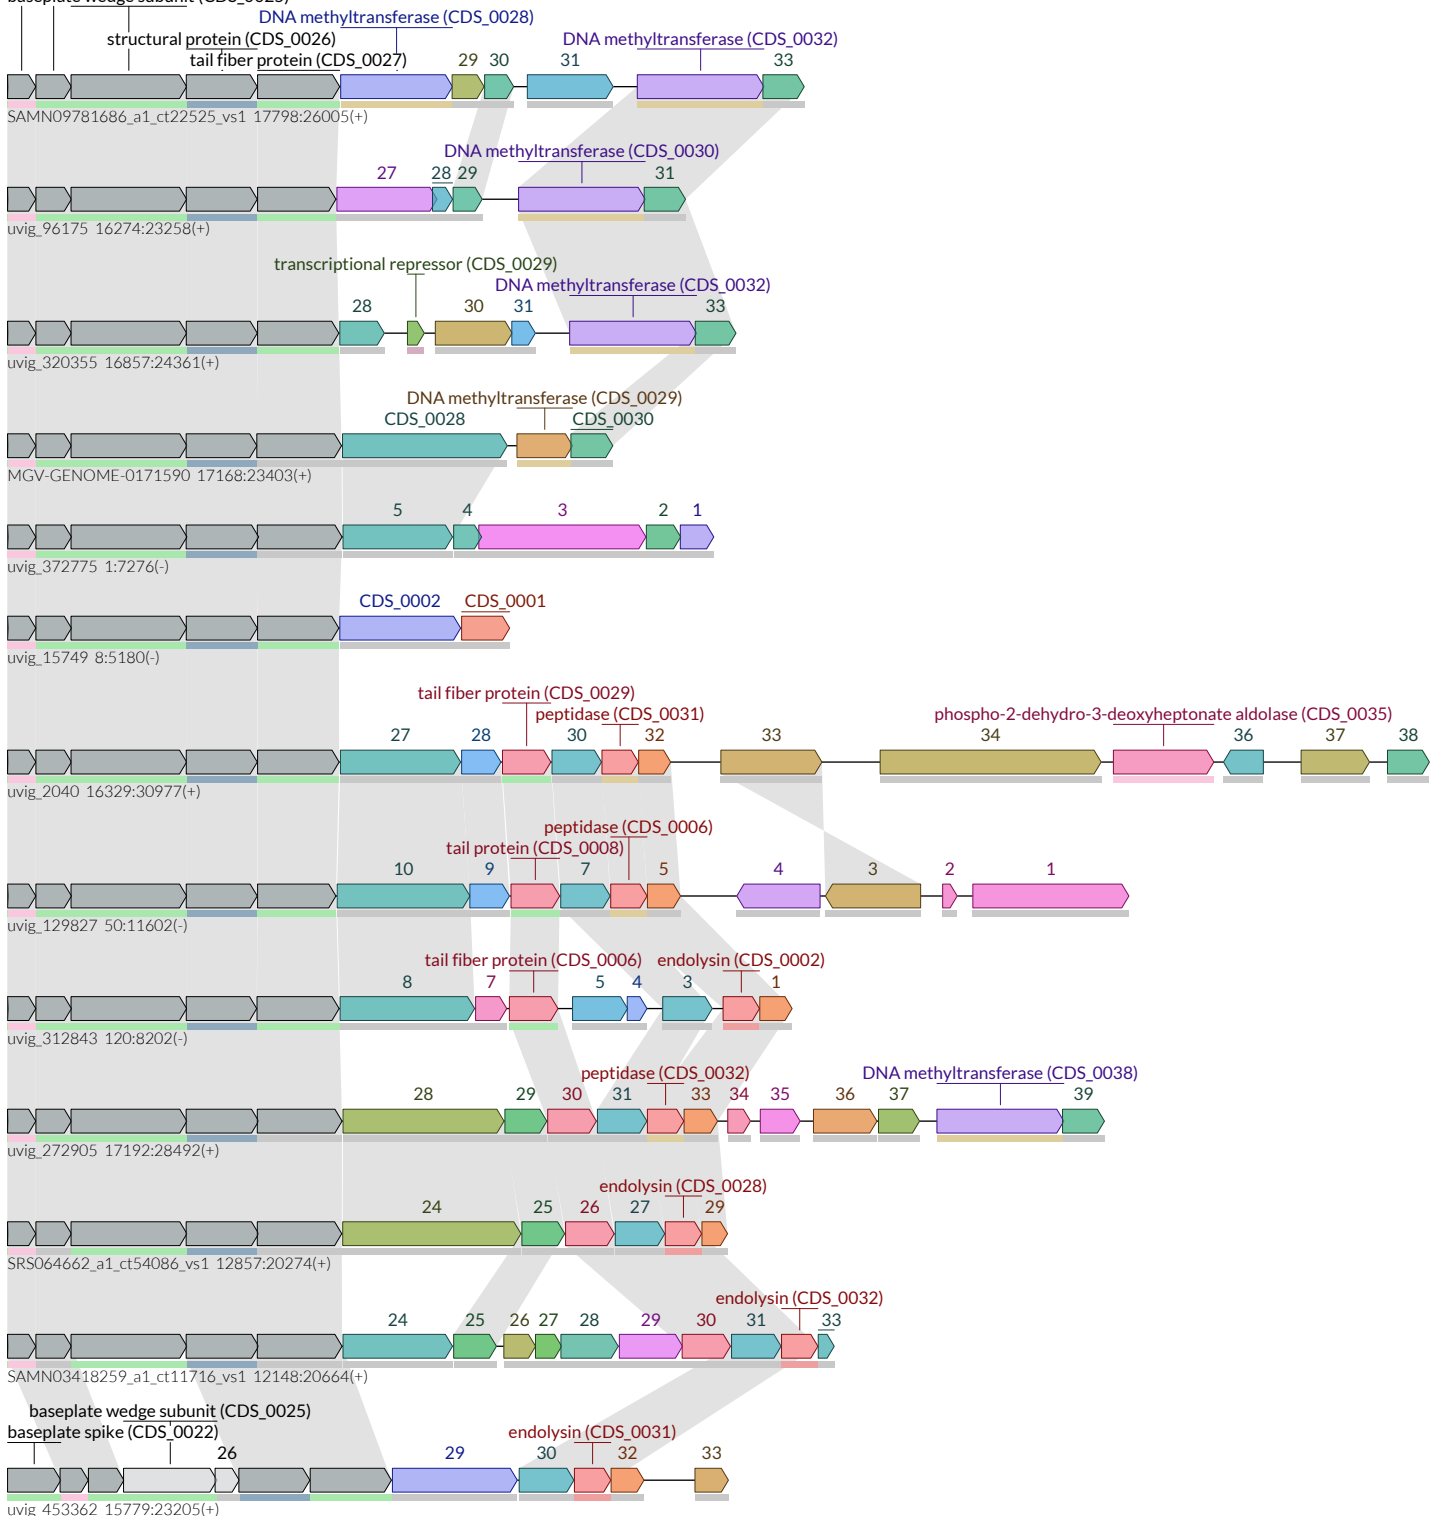 baseplate wedge subunit (CDS_0025)
DNA methyltransferase (CDS_0028)
structural protein (CDS_0026)
DNA methyltransferase (CDS_0032)
tail fiber protein (CDS_0027)
29 30 31 33
SAMN09781686_a1_ct22525_vs1 17798:26005(+)
DNA methyltransferase (CDS_0030)
27 28 29 31
uvig_96175 16274:23258(+)
transcriptional repressor (CDS_0029)
DNA methyltransferase (CDS_0032)
28 30 31 33
uvig_320355 16857:24361(+)
DNA methyltransferase (CDS_0029)
CDS_0028 CDS_0030
MGV-GENOME-0171590 17168:23403(+)
5 4 3 2 1
uvig_372775 1:7276(-)
CDS_0002 CDS_0001
uvig_15749 8:5180(-)
tail fiber protein (CDS_0029)
peptidase (CDS_0031) phospho-2-dehydro-3-deoxyheptonate aldolase (CDS_0035)
27 28 30 32 33 34 36 37 38
uvig_2040 16329:30977(+)
peptidase (CDS_0006)
tail protein (CDS_0008)
10 9 7 5 4 3 2 1
uvig_129827 50:11602(-)
tail fiber protein (CDS_0006) endolysin (CDS_0002)
8 7 5 4 3 1
uvig_312843 120:8202(-)
peptidase (CDS_0032) DNA methyltransferase (CDS_0038)
28 29 30 31 33 34 35 36 37 39
uvig_272905 17192:28492(+)
endolysin (CDS_0028)
24 25 26 27 29
SRS064662_a1_ct54086_vs1 12857:20274(+)
endolysin (CDS_0032)
24 25 26 27 28 29 30 31 33
SAMN03418259_a1_ct11716_vs1 12148:20664(+)
baseplate wedge subunit (CDS_0025)
baseplate spike (CDS_0022) endolysin (CDS_0031)
26 29 30 32 33
uvig_453362 15779:23205(+)